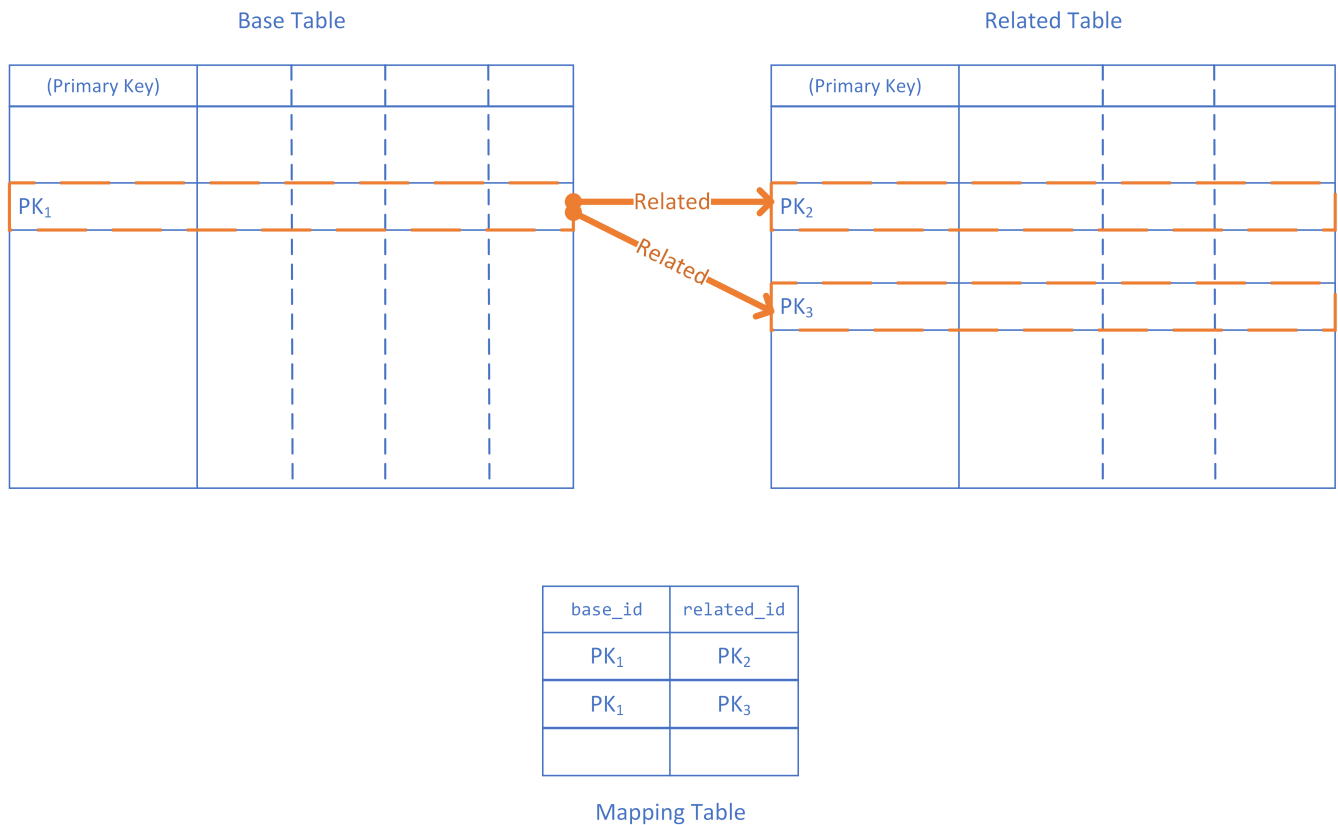 Base Table
Related Table
(Primary Key)
(Primary Key)
PK₁
Related
PK₂
Related
PK₃
base_id related_id
PK₁ PK₂
PK₁ PK₃
Mapping Table